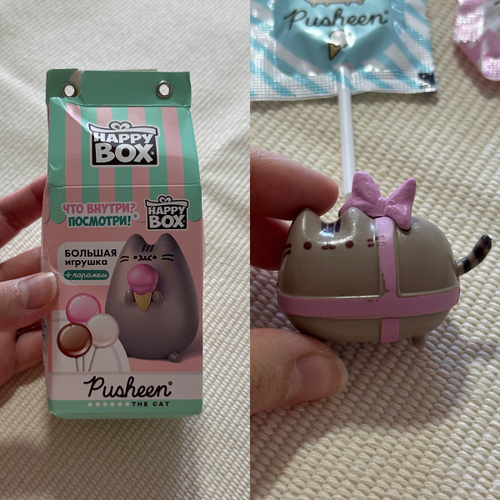 HAPPY
BOX
ЧТО ВНУТРИ?
ПОСМОТРИ!
HAPPY
BOX
БОЛЬШАЯ
игрушка
+ карамель
Pusheen®
THE CAT
Pusheen®